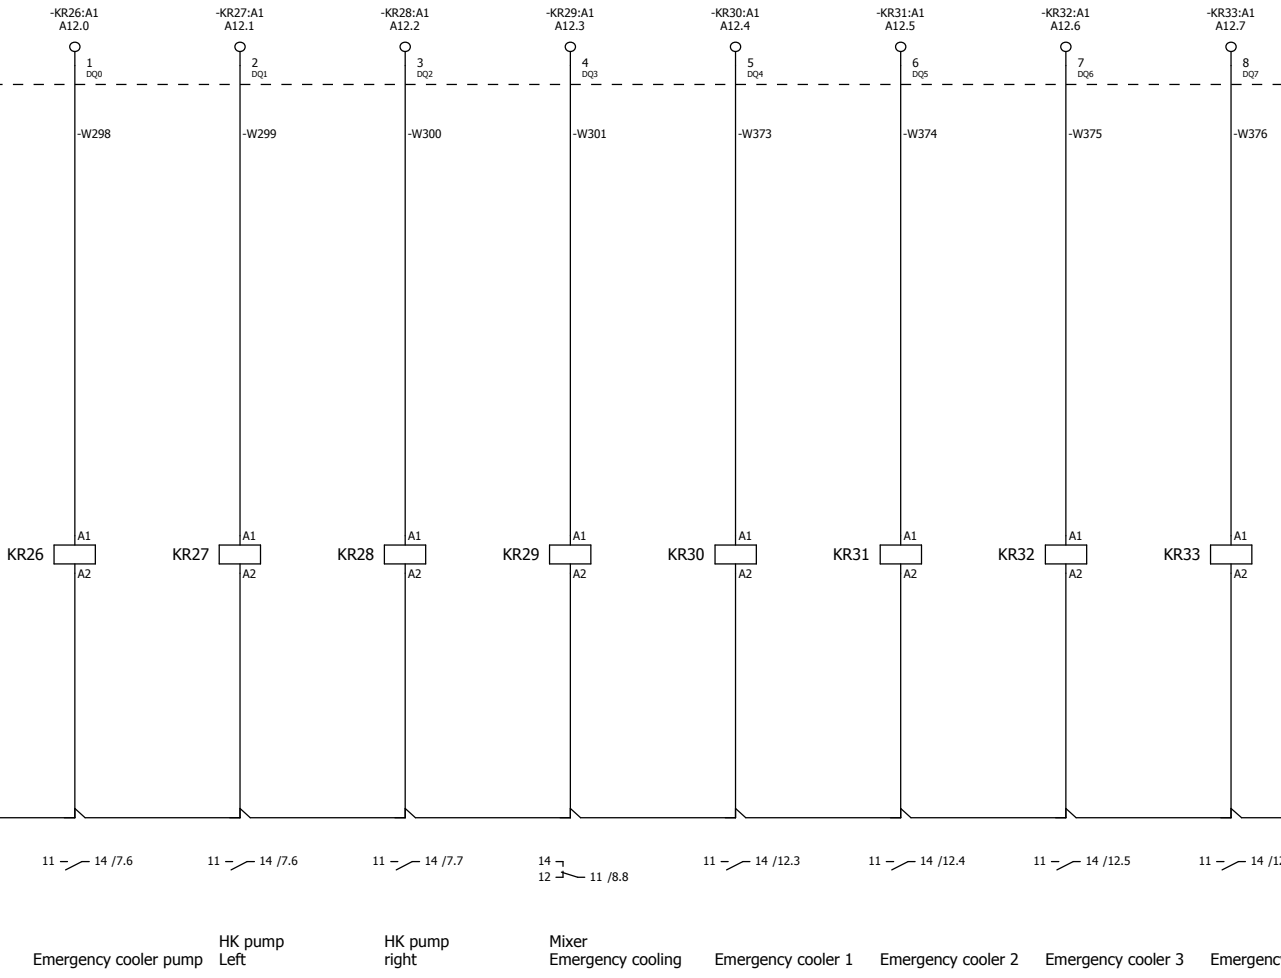 -KR26:A1 -KR27:A1 -KR28:A1 -KR29:A1 -KR30:A1 -KR31:A1 -KR32:A1 -KR33:A1
A12.0 A12.1 A12.2 A12.3 A12.4 A12.5 A12.6 A12.7
1 2 3 4 5 6 7 8
DQ0 DQ1 DQ2 DQ3 DQ4 DQ5 DQ6 DQ7
-W298 -W299 -W300 -W301 -W373 -W374 -W375 -W376
A1 A1 A1 A1 A1 A1 A1 A1
KR26 KR27 KR28 KR29 KR30 KR31 KR32 KR33
A2 A2 A2 A2 A2 A2 A2 A2
11 14 /7.6 11 14 /7.6 11 14 /7.7 14 11 14 /12.3 11 14 /12.4 11 14 /12.5 11 14 /12
12 11 /8.8
HK pump HK pump Mixer
Emergency cooler pump Left right Emergency cooling Emergency cooler 1 Emergency cooler 2 Emergency cooler 3 Emergenc